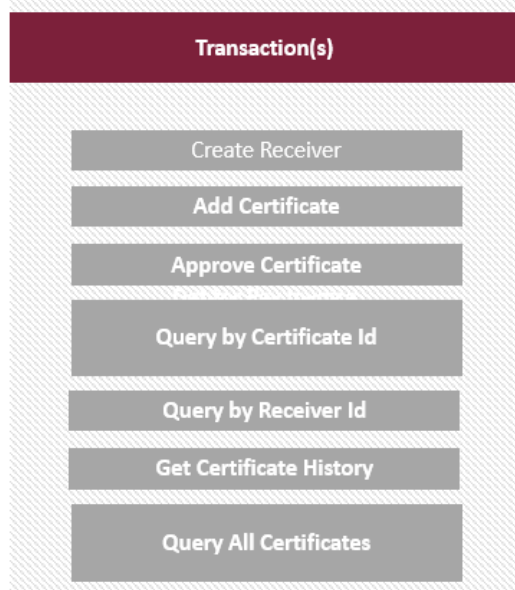 Transaction(s)
Create Receiver
Add Certificate
Approve Certificate
Query by Certificate Id
Query by Receiver Id
Get Certificate History
Query All Certificates